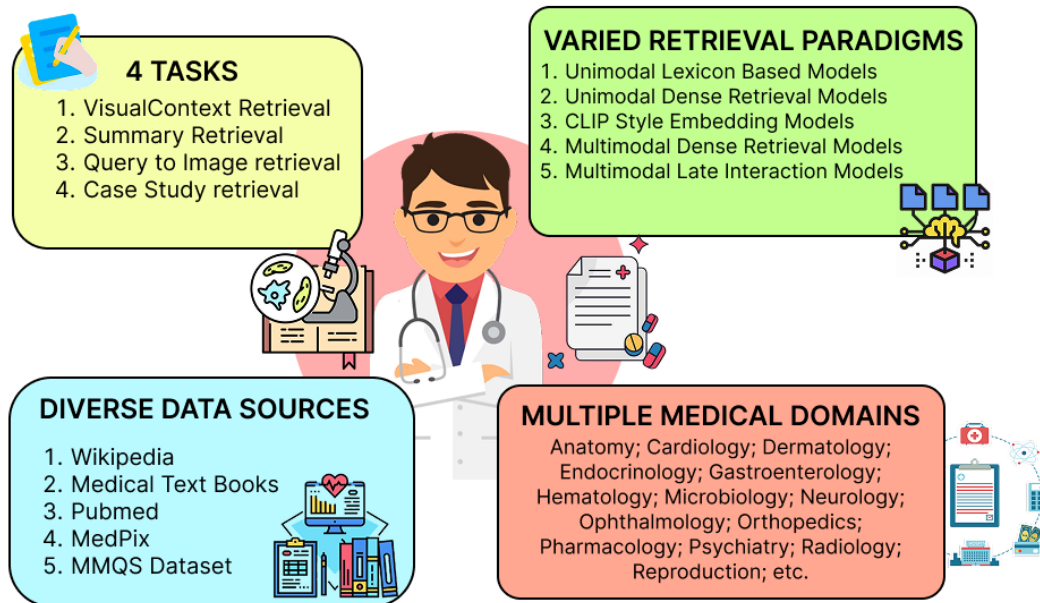 4 TASKS
1. VisualContext Retrieval
2. Summary Retrieval
3. Query to Image retrieval
4. Case Study retrieval
VARIED RETRIEVAL PARADIGMS
1. Unimodal Lexicon Based Models
2. Unimodal Dense Retrieval Models
3. CLIP Style Embedding Models
4. Multimodal Dense Retrieval Models
5. Multimodal Late Interaction Models
DIVERSE DATA SOURCES
1. Wikipedia
2. Medical Text Books
3. Pubmed
4. MedPix
5. MMQS Dataset
MULTIPLE MEDICAL DOMAINS
Anatomy; Cardiology; Dermatology;
Endocrinology; Gastroenterology;
Hematology; Microbiology; Neurology;
Ophthalmology; Orthopedics;
Pharmacology; Psychiatry; Radiology;
Reproduction; etc.